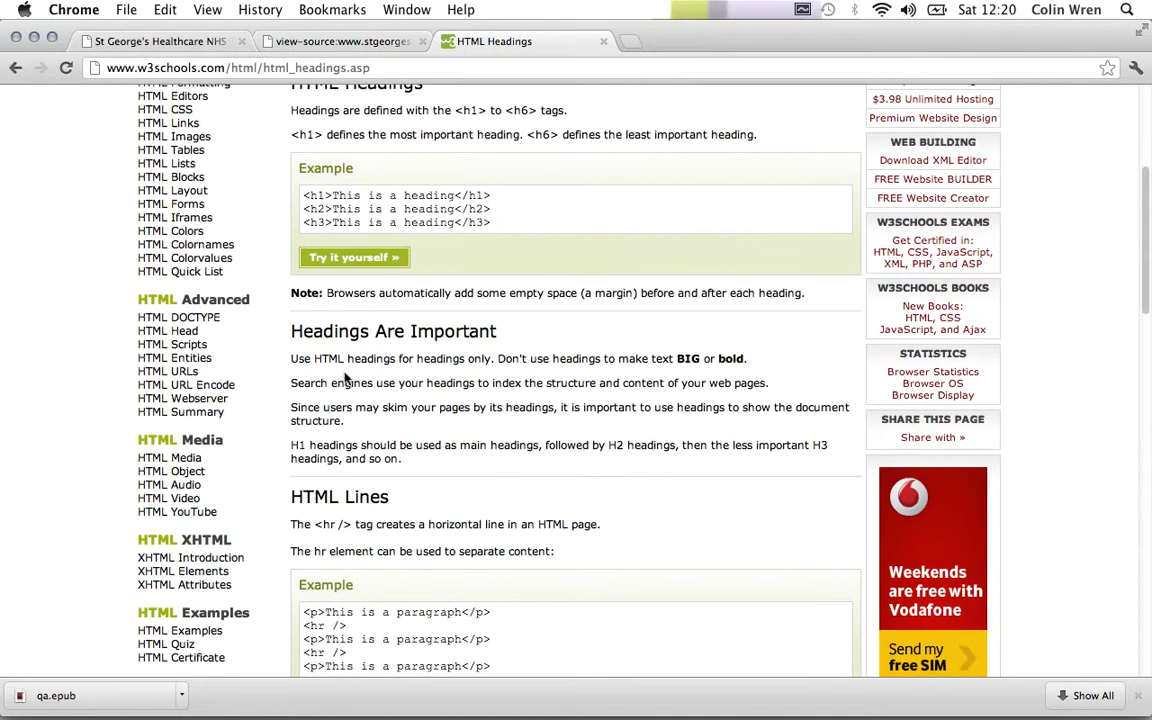 Chrome File Edit View History Bookmarks Window Help Sat 12:20 Colin Wren
St George's Healthcare NHS
view-source:www.stgeorges.
HTML Headings
www.w3schools.com/html/html_headings.asp
HTML Formatting
HTML Editors
HTML CSS
HTML Links
HTML Images
HTML Tables
HTML Lists
HTML Blocks
HTML Layout
HTML Forms
HTML Iframes
HTML Colors
HTML Colornames
HTML Colorvalues
HTML Quick List
HTML Advanced
HTML DOCTYPE
HTML Head
HTML Scripts
HTML Entities
HTML URLs
HTML URL Encode
HTML Webserver
HTML Summary
HTML Media
HTML Media
HTML Object
HTML Audio
HTML Video
HTML YouTube
HTML XHTML
XHTML Introduction
XHTML Elements
XHTML Attributes
HTML Examples
HTML Examples
HTML Quiz
HTML Certificate
HTML Headings
Headings are defined with the <h1> to <h6> tags.
<h1> defines the most important heading. <h6> defines the least important heading.
Example
<h1>This is a heading</h1>
<h2>This is a heading</h2>
<h3>This is a heading</h3>
Try it yourself »
Note: Browsers automatically add some empty space (a margin) before and after each heading.
Headings Are Important
Use HTML headings for headings only. Don't use headings to make text BIG or bold.
Search engines use your headings to index the structure and content of your web pages.
Since users may skim your pages by its headings, it is important to use headings to show the document
structure.
H1 headings should be used as main headings, followed by H2 headings, then the less important H3
headings, and so on.
HTML Lines
The <hr /> tag creates a horizontal line in an HTML page.
The hr element can be used to separate content:
Example
<p>This is a paragraph</p>
<hr />
<p>This is a paragraph</p>
<hr />
<p>This is a paragraph</p>
$3.98 Unlimited Hosting
Premium Website Design
WEB BUILDING
Download XML Editor
FREE Website BUILDER
FREE Website Creator
W3SCHOOLS EXAMS
Get Certified in:
HTML, CSS, JavaScript,
XML, PHP, and ASP
W3SCHOOLS BOOKS
New Books:
HTML, CSS
JavaScript, and Ajax
STATISTICS
Browser Statistics
Browser OS
Browser Display
SHARE THIS PAGE
Share with »
Weekends
are free with
Vodafone
Send my
free SIM
qa.epub
Show All